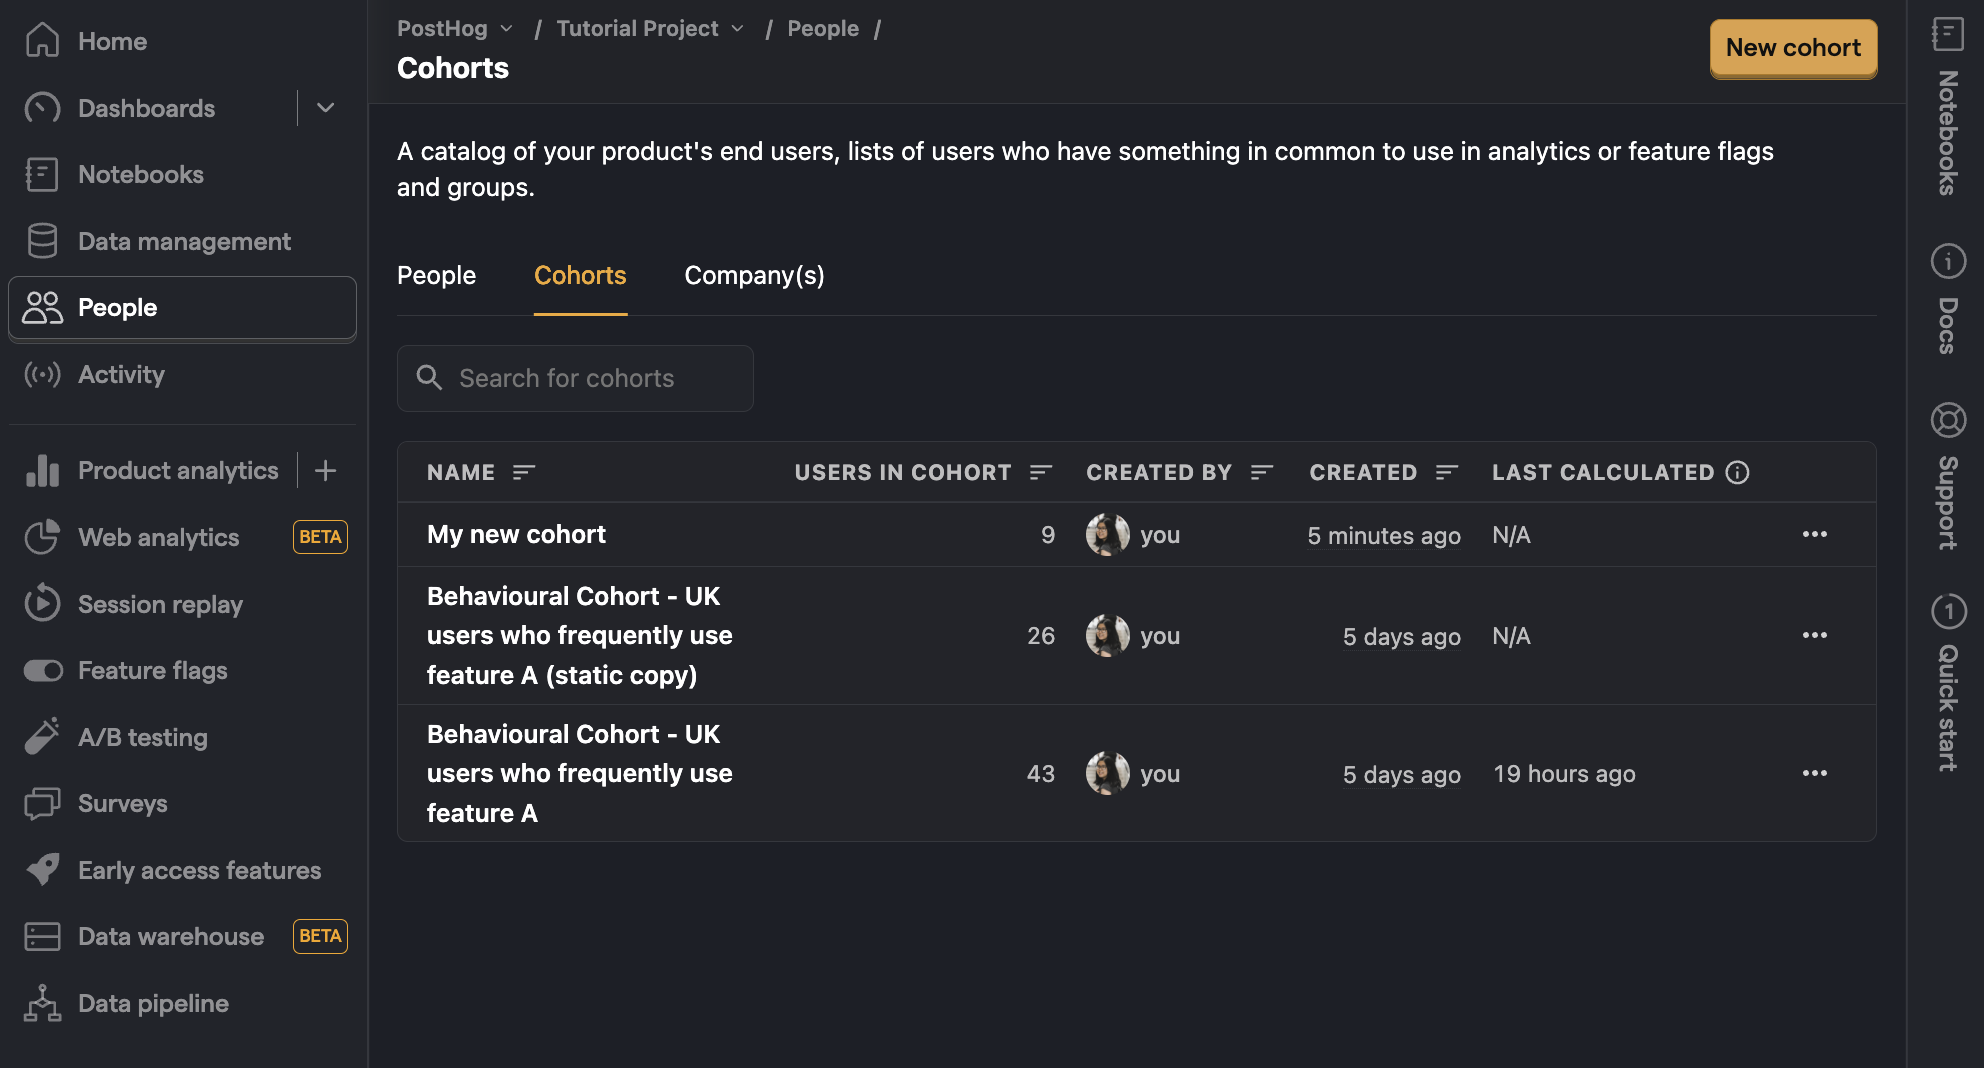 Home
Dashboards
Notebooks
Data management
People
Activity
Product analytics
Web analytics BETA
Session replay
Feature flags
A/B testing
Surveys
Early access features
Data warehouse BETA
Data pipeline
PostHog / Tutorial Project / People /
Cohorts
New cohort
A catalog of your product's end users, lists of users who have something in common to use in analytics or feature flags
and groups.
People Cohorts Company(s)
Search for cohorts
NAME USERS IN COHORT CREATED BY CREATED LAST CALCULATED
My new cohort 9 you 5 minutes ago N/A
Behavioural Cohort - UK
users who frequently use 26 you 5 days ago N/A
feature A (static copy)
Behavioural Cohort - UK
users who frequently use 43 you 5 days ago 19 hours ago
feature A
Notebooks
Docs
Support
1 Quick start